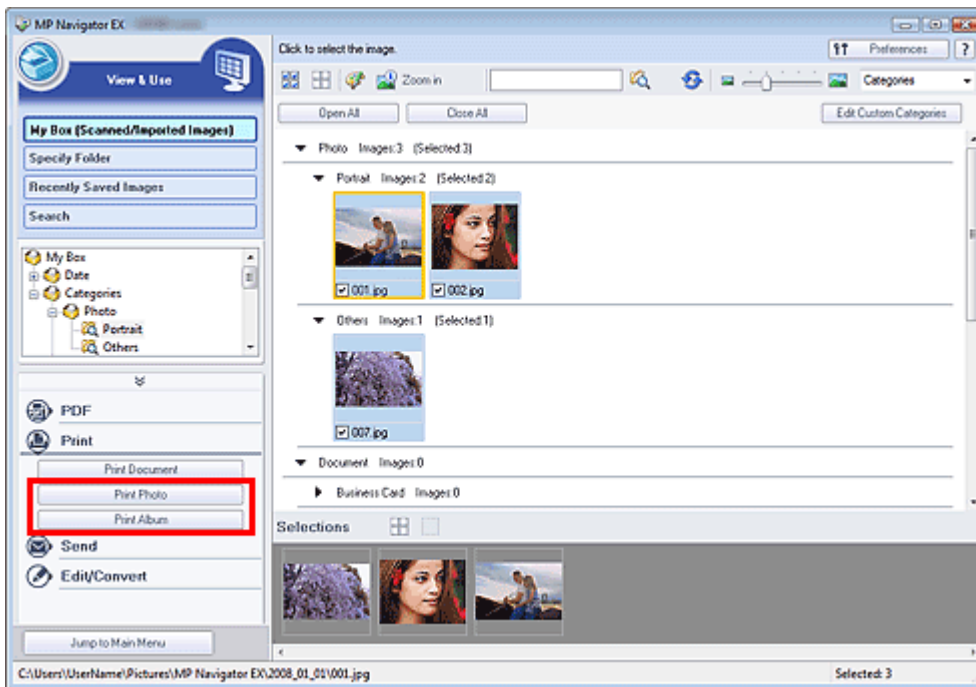 MP Navigator EX
View & Use
My Box (Scanned/Imported Images)
Specify Folder
Recently Saved Images
Search
My Box
Date
Categories
Photo
Portrait
Others
PDF
Print
Print Document
Print Photo
Print Album
Send
Edit/Convert
Jump to Main Menu
Click to select the image.
Preferences
?
Zoom in
Categories
Open All
Close All
Edit Custom Categories
Photo Images:3 (Selected:3)
Portrait Images:2 (Selected:2)
001.jpg
002.jpg
Others Images:1 (Selected:1)
007.jpg
Document Images:0
Business Card Images:0
Selections
C:\Users\UserName\Pictures\MP Navigator EX\2008_01_01\001.jpg
Selected: 3